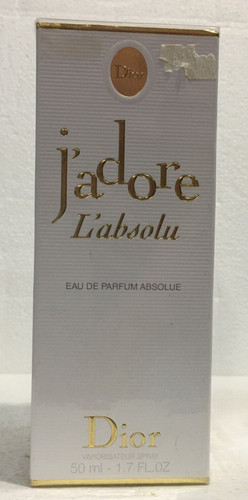 Dior
j'adore
L'absolu
EAU DE PARFUM ABSOLUE
Dior
VAPORISATEUR SPRAY
50 ml - 1.7 FL.OZ